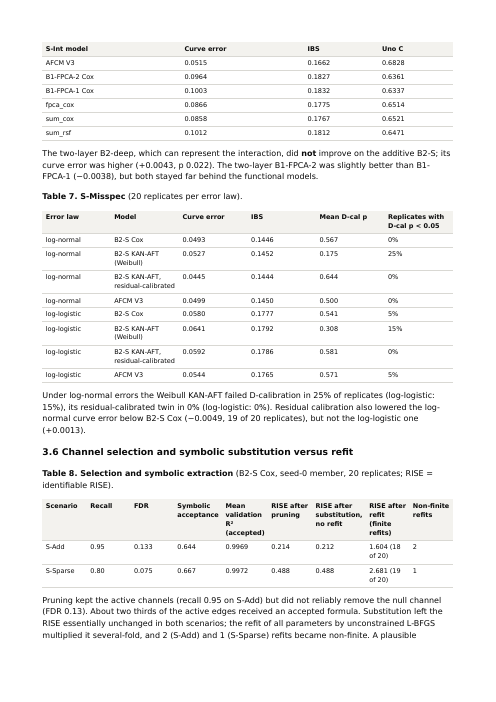 S-Int model Curve error IBS Uno C
AFCM V3 0.0515 0.1662 0.6828
B1-FPCA-2 Cox 0.0964 0.1827 0.6361
B1-FPCA-1 Cox 0.1003 0.1832 0.6337
fpca_cox 0.0866 0.1775 0.6514
sum_cox 0.0858 0.1767 0.6521
sum_rsf 0.1012 0.1812 0.6471
The two-layer B2-deep, which can represent the interaction, did not improve on the additive B2-S; its
curve error was higher (+0.0043, p 0.022). The two-layer B1-FPCA-2 was slightly better than B1-
FPCA-1 (−0.0038), but both stayed far behind the functional models.
Table 7. S-Misspec (20 replicates per error law).
Error law Model Curve error IBS Mean D-cal p Replicates with
D-cal p < 0.05
log-normal B2-S Cox 0.0493 0.1446 0.567 0%
log-normal B2-S KAN-AFT 0.0527 0.1452 0.175 25%
(Weibull)
log-normal B2-S KAN-AFT, 0.0445 0.1444 0.644 0%
residual-calibrated
log-normal AFCM V3 0.0499 0.1450 0.500 0%
log-logistic B2-S Cox 0.0580 0.1777 0.541 5%
log-logistic B2-S KAN-AFT 0.0641 0.1792 0.308 15%
(Weibull)
log-logistic B2-S KAN-AFT, 0.0592 0.1786 0.581 0%
residual-calibrated
log-logistic AFCM V3 0.0544 0.1765 0.571 5%
Under log-normal errors the Weibull KAN-AFT failed D-calibration in 25% of replicates (log-logistic:
15%), its residual-calibrated twin in 0% (log-logistic: 0%). Residual calibration also lowered the log-
normal curve error below B2-S Cox (−0.0049, 19 of 20 replicates), but not the log-logistic one
(+0.0013).
3.6 Channel selection and symbolic substitution versus refit
Table 8. Selection and symbolic extraction (B2-S Cox, seed-0 member, 20 replicates; RISE =
identifiable RISE).
Scenario Recall FDR Symbolic Mean RISE after RISE after RISE after Non-finite
acceptance validation pruning substitution, refit refits
R² no refit (finite
(accepted) refits)
S-Add 0.95 0.133 0.644 0.9969 0.214 0.212 1.604 (18 2
of 20)
S-Sparse 0.80 0.075 0.667 0.9972 0.488 0.488 2.681 (19 1
of 20)
Pruning kept the active channels (recall 0.95 on S-Add) but did not reliably remove the null channel
(FDR 0.13). About two thirds of the active edges received an accepted formula. Substitution left the
RISE essentially unchanged in both scenarios; the refit of all parameters by unconstrained L-BFGS
multiplied it several-fold, and 2 (S-Add) and 1 (S-Sparse) refits became non-finite. A plausible